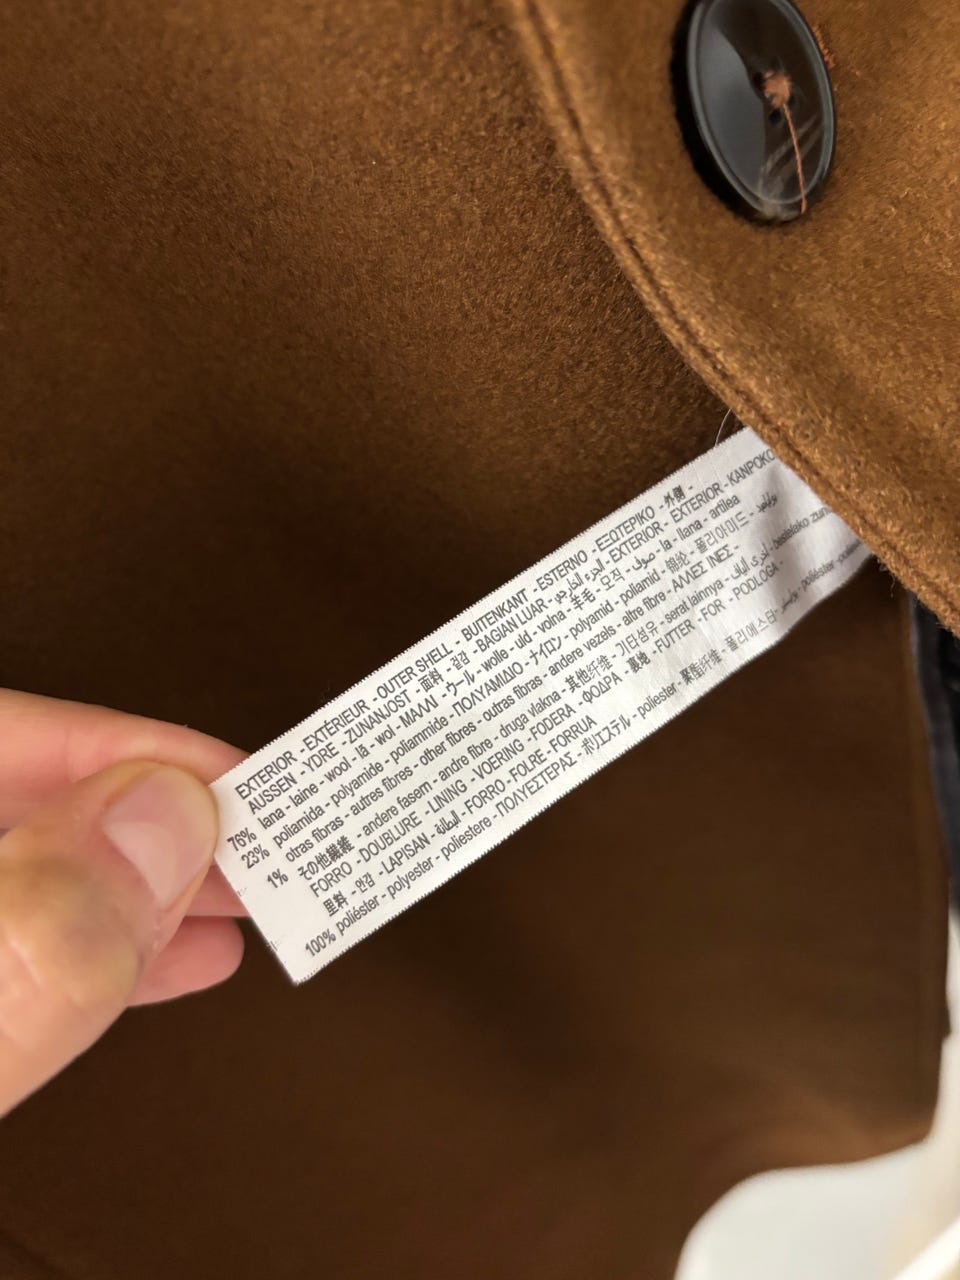 EXTERIOR - EXTÉRIEUR - OUTER SHELL - BUITENKANT - ESTERNO - ΕΞΩΤΕΡΙΚΟ - 外側 -
AUSSEN - YDRE - ZUNANJOST - 面料 - 겉감 - BAGIAN LUAR - الجزء الخارجي - EXTERIOR - EXTERIOR - KANPOKO
76% lana - laine - wool - lã - wol - ΜΑΛΛΙ - ウール - wolle - uld - volna - 羊毛 - 모직 - صوف - la - llana - artilea
23% poliamida - polyamide - poliammide - ΠΟΛΥΑΜΙΔΙΟ - ナイロン - polyamid - poliamid - 锦纶 - 폴리아미드 - بولياميد
1% otras fibras - autres fibres - other fibres - outras fibras - andere vezels - altre fibre - ΑΛΛΕΣ ΙΝΕΣ -
その他繊維 - andere fasern - andre fibre - druga vlakna - 其他纤维 - 기타섬유 - serat lainnya - أخرى ألياف - bestelako zun
FORRO - DOUBLURE - LINING - VOERING - FODERA - ΦΟΔΡΑ - 裏地 - FUTTER - FOR - PODLOGA -
里料 - 안감 - LAPISAN - البطانة - FORRO - FOLRE - FORRUA
100% poliéster - polyester - poliestere - ΠΟΛΥΕΣΤΕΡΑΣ - ポリエステル - poliester - 聚酯纤维 - 폴리에스터 - بوليستر - poliéster -